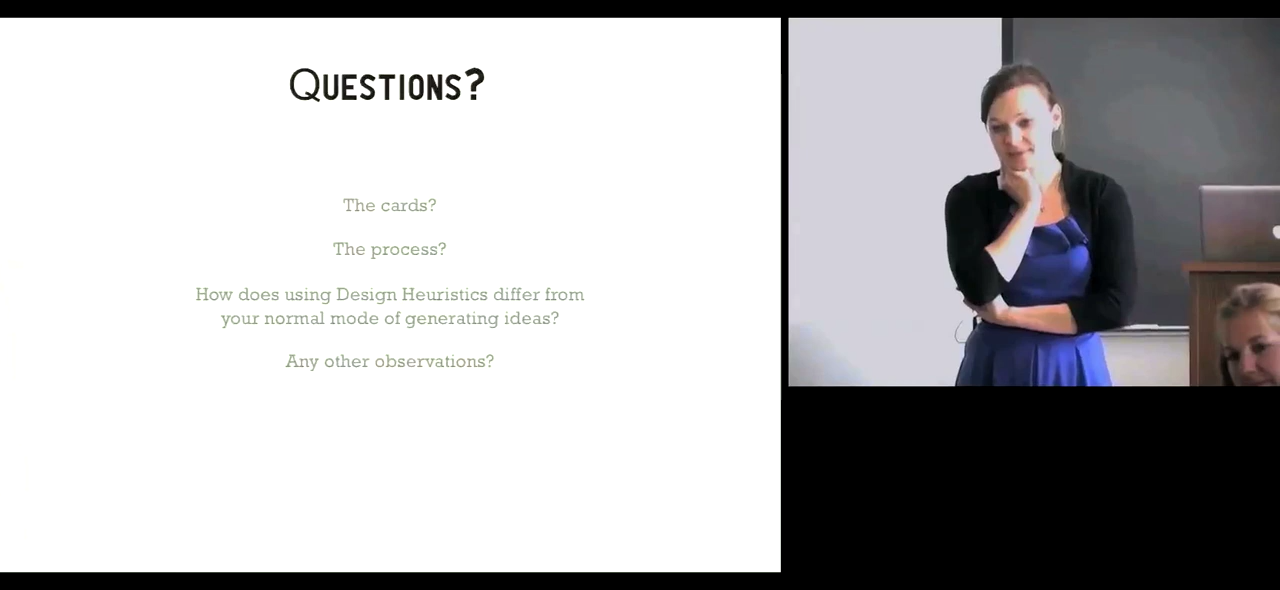 Questions?
The cards?
The process?
How does using Design Heuristics differ from
your normal mode of generating ideas?
Any other observations?